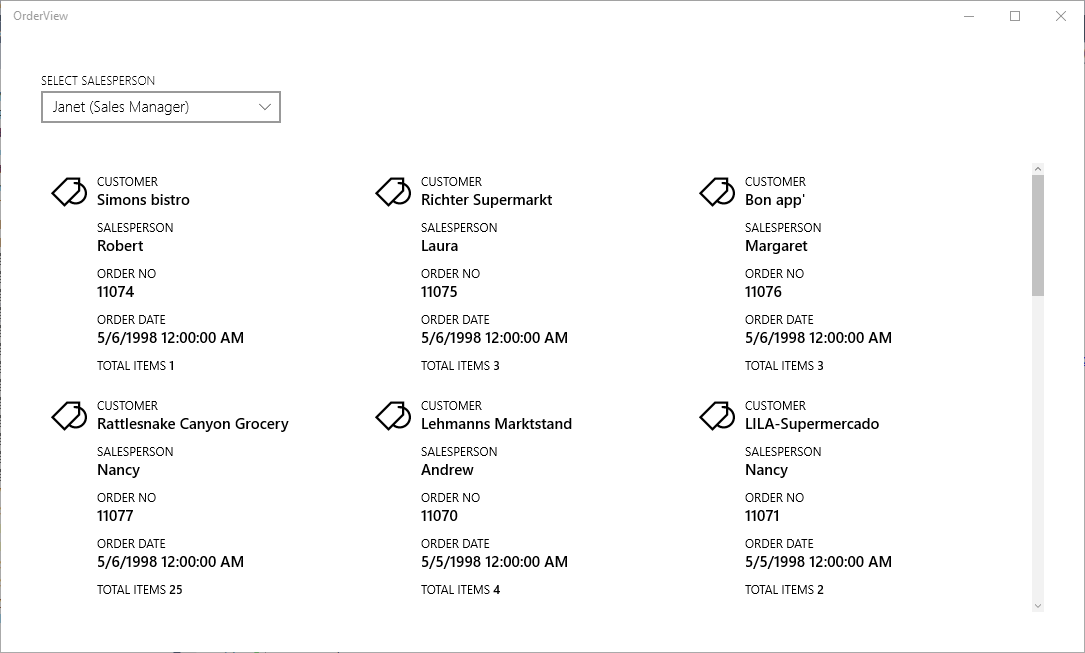 OrderView
SELECT SALESPERSON
Janet (Sales Manager)
CUSTOMER
Simons bistro
SALESPERSON
Robert
ORDER NO
11074
ORDER DATE
5/6/1998 12:00:00 AM
TOTAL ITEMS 1
CUSTOMER
Richter Supermarkt
SALESPERSON
Laura
ORDER NO
11075
ORDER DATE
5/6/1998 12:00:00 AM
TOTAL ITEMS 3
CUSTOMER
Bon app'
SALESPERSON
Margaret
ORDER NO
11076
ORDER DATE
5/6/1998 12:00:00 AM
TOTAL ITEMS 3
CUSTOMER
Rattlesnake Canyon Grocery
SALESPERSON
Nancy
ORDER NO
11077
ORDER DATE
5/6/1998 12:00:00 AM
TOTAL ITEMS 25
CUSTOMER
Lehmanns Marktstand
SALESPERSON
Andrew
ORDER NO
11070
ORDER DATE
5/5/1998 12:00:00 AM
TOTAL ITEMS 4
CUSTOMER
LILA-Supermercado
SALESPERSON
Nancy
ORDER NO
11071
ORDER DATE
5/5/1998 12:00:00 AM
TOTAL ITEMS 2